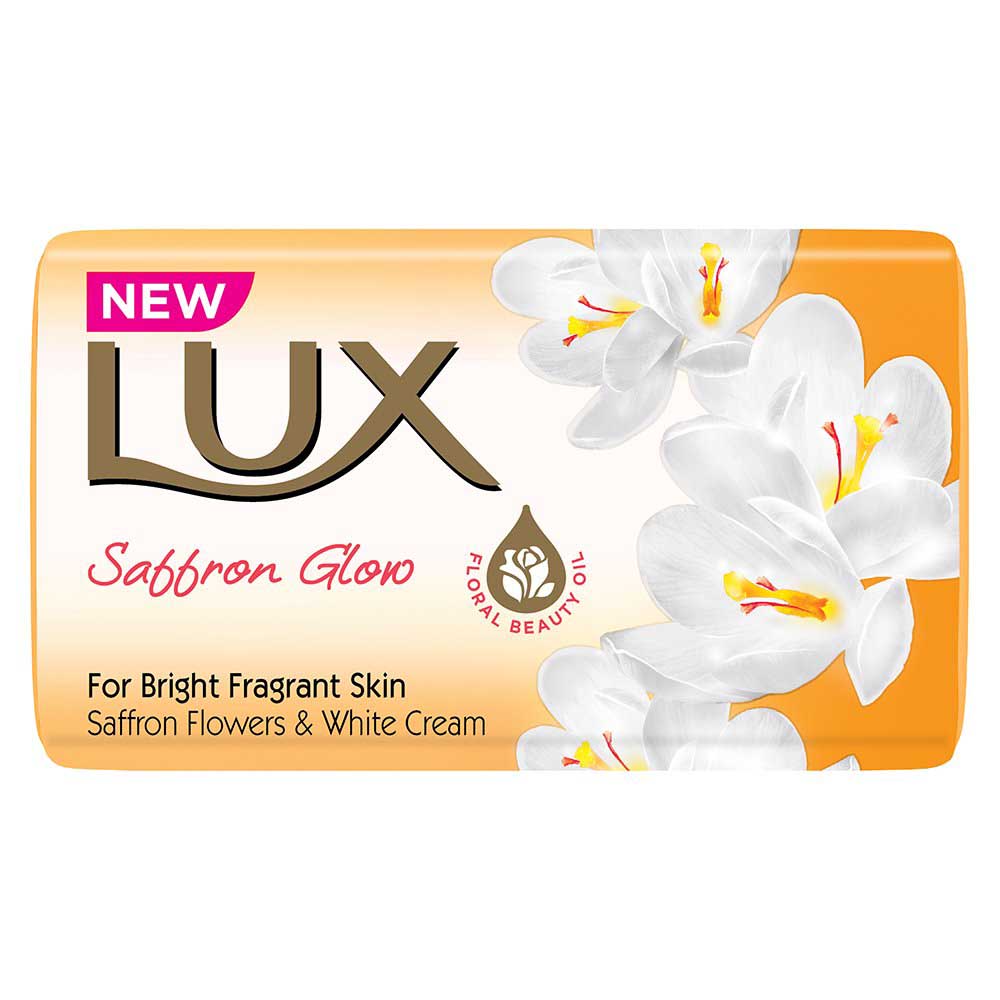 NEW
LUX
Saffron Glow
FLORAL BEAUTY OIL
For Bright Fragrant Skin
Saffron Flowers & White Cream